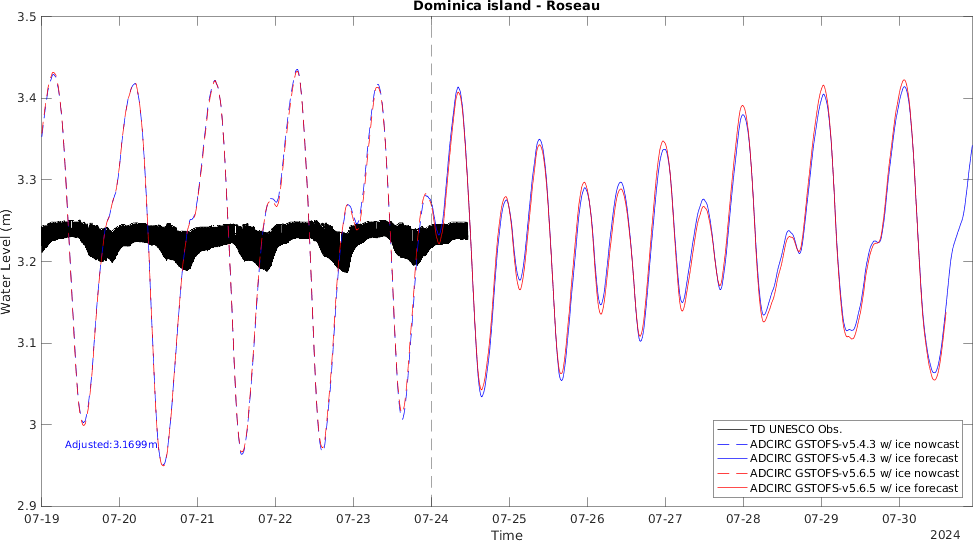 Dominica island - Roseau
3.5
3.4
3.3
3.2
3.1
3
2.9
Water Level (m)
Adjusted:3.1699m
TD UNESCO Obs.
ADCIRC GSTOFS-v5.4.3 w/ ice nowcast
ADCIRC GSTOFS-v5.4.3 w/ ice forecast
ADCIRC GSTOFS-v5.6.5 w/ ice nowcast
ADCIRC GSTOFS-v5.6.5 w/ ice forecast
07-19 07-20 07-21 07-22 07-23 07-24 07-25 07-26 07-27 07-28 07-29 07-30
Time
2024